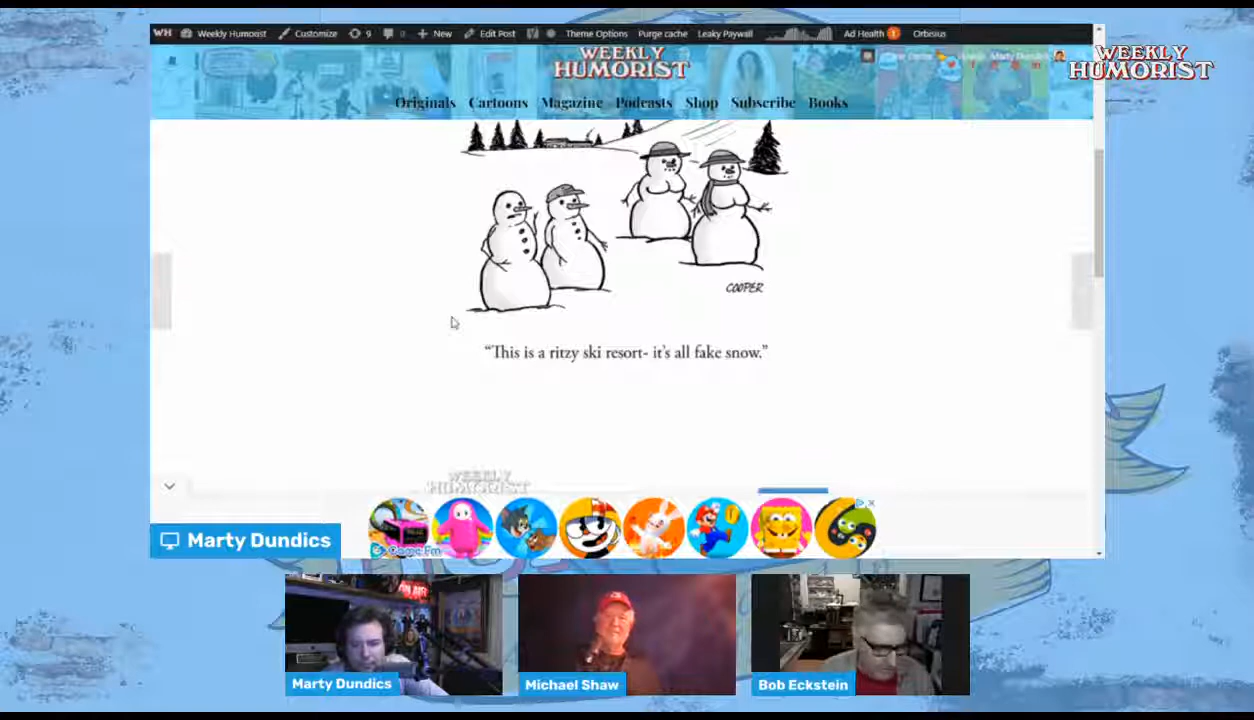 WH Weekly Humorist Customize 9 0 New Edit Post Theme Options Purge cache Leaky Paywall Ad Health 1 Orbisius
WEEKLY
HUMORIST
WEEKLY
HUMORIST
Originals Cartoons Magazine Podcasts Shop Subscribe Books
COOPER
“This is a ritzy ski resort- it's all fake snow.”
WEEKLY
HUMORIST
Marty Dundics
Marty Dundics
Michael Shaw
Bob Eckstein